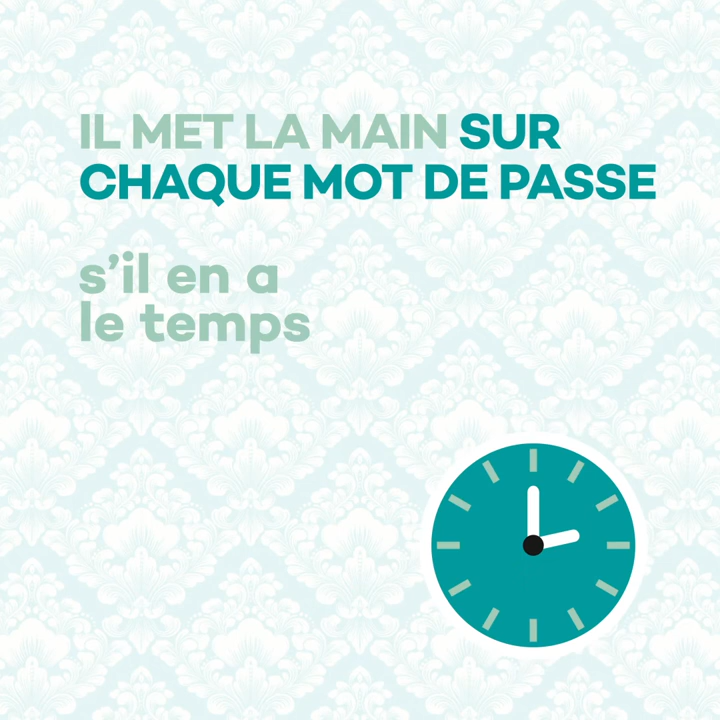 IL MET LA MAIN SUR
CHAQUE MOT DE PASSE
s’il en a
le temps